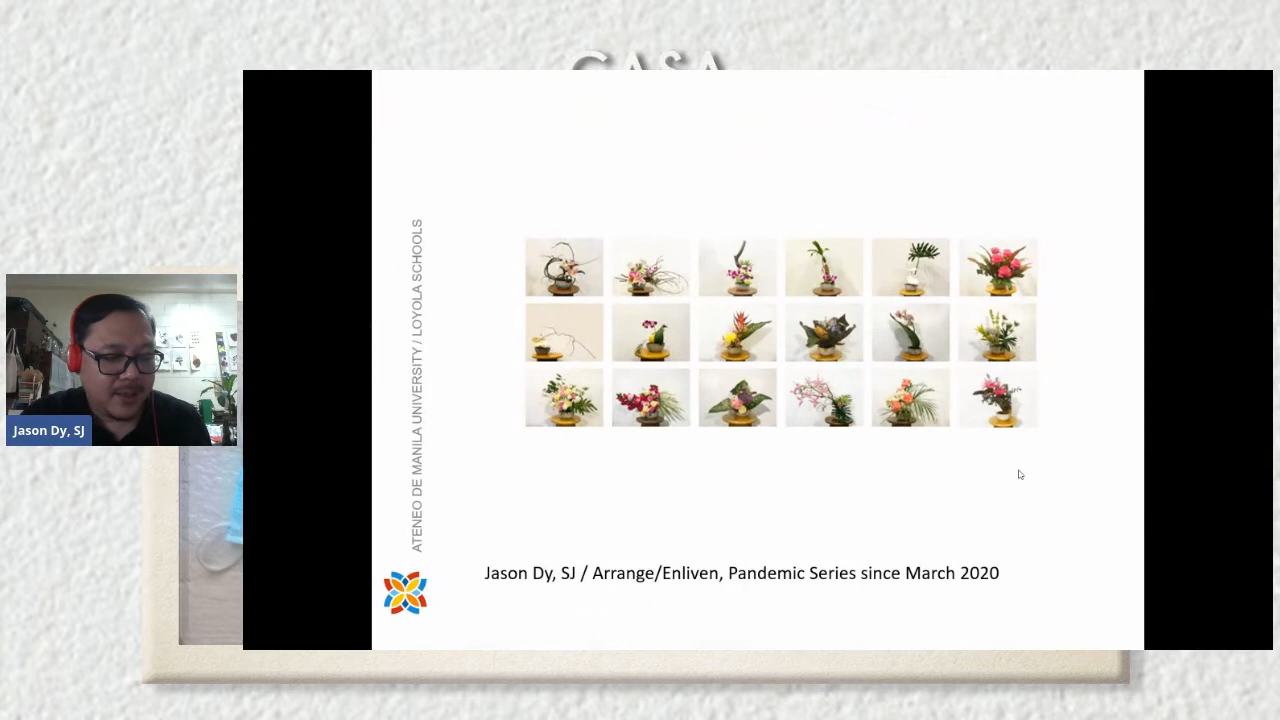 CASA
Jason Dy, SJ
ATENEO DE MANILA UNIVERSITY / LOYOLA SCHOOLS
Jason Dy, SJ / Arrange/Enliven, Pandemic Series since March 2020